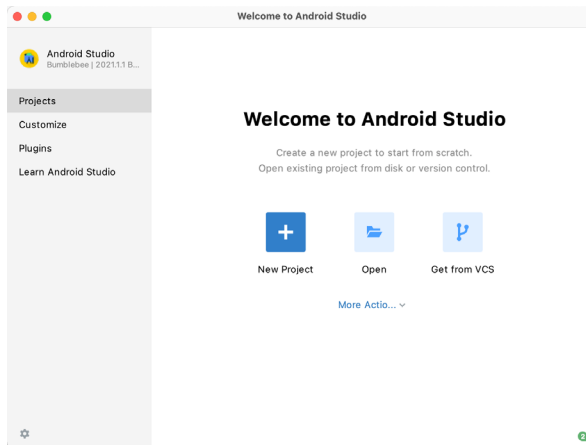 Welcome to Android Studio
Android Studio
Bumblebee | 2021.1.1 B...
Projects
Customize
Plugins
Learn Android Studio
Welcome to Android Studio
Create a new project to start from scratch.
Open existing project from disk or version control.
New Project
Open
Get from VCS
More Actio...
2